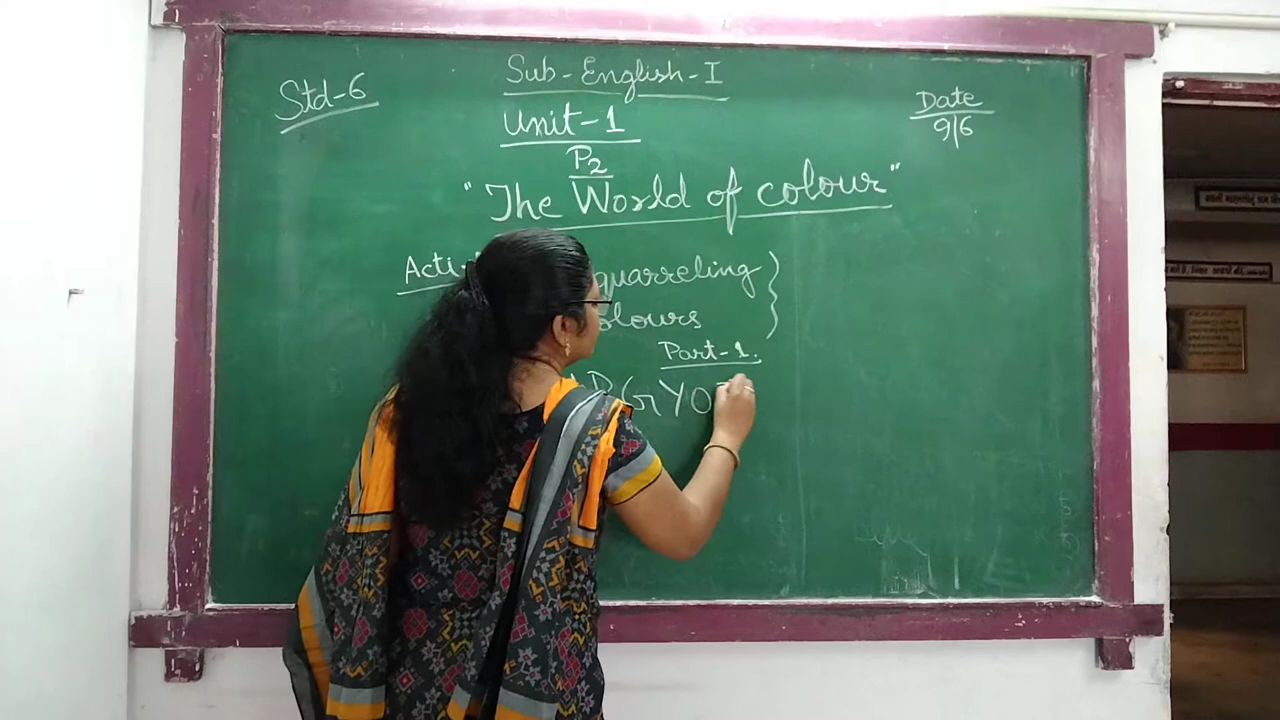 Sub-English-I
Std-6
Date
9/6
Unit-1
P2
"The World of colour"
Acti-
quarreling
olours
Part-1.
GYO